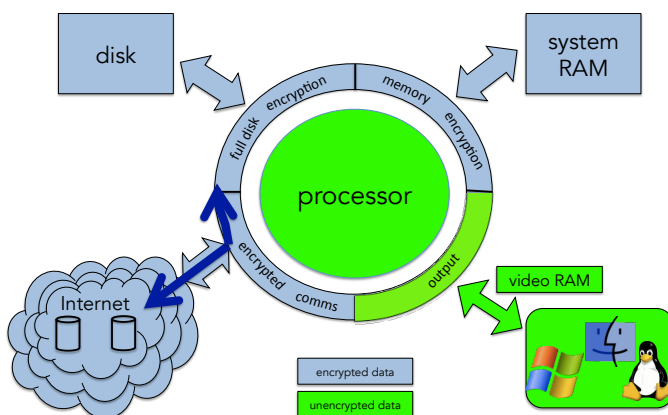 disk
system
RAM
full disk encryption
memory encryption
processor
encrypted comms
output
Internet
video RAM
encrypted data
unencrypted data